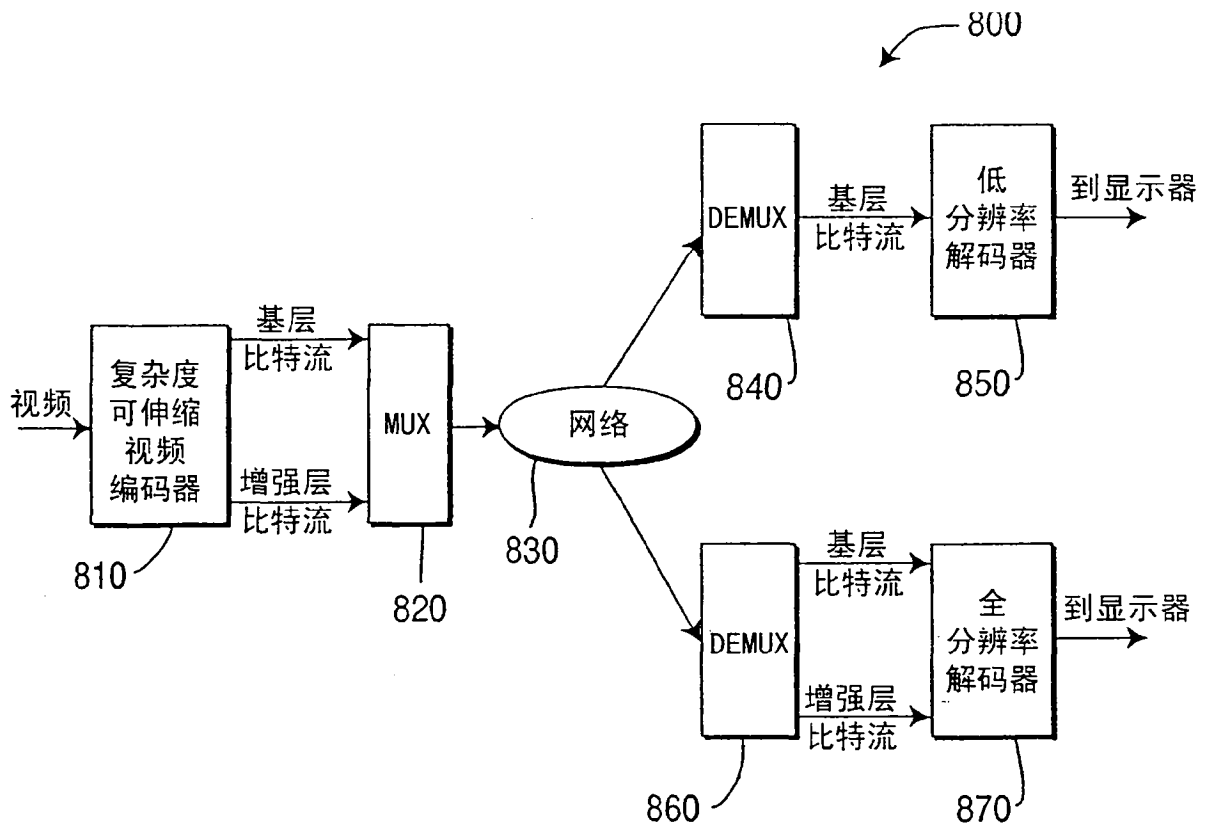 800
DEMUX
基层
比特流
低
分辨率
解码器
到显示器
840
850
视频
复杂度
可伸缩
视频
编码器
基层
比特流
增强层
比特流
MUX
网络
810
820
830
DEMUX
基层
比特流
增强层
比特流
全
分辨率
解码器
到显示器
860
870